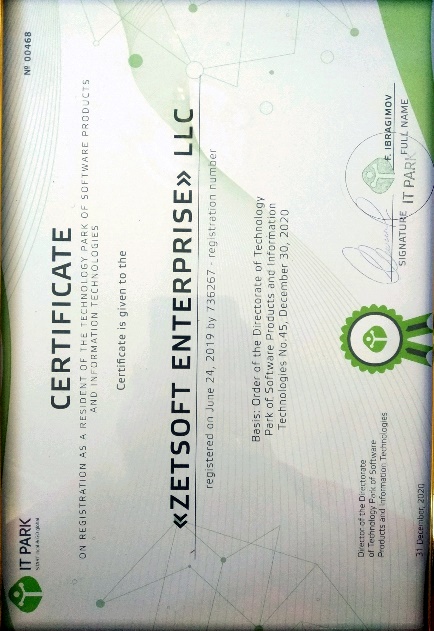 IT PARK
Nº 00468
CERTIFICATE
ON REGISTRATION AS A RESIDENT OF THE TECHNOLOGY PARK OF SOFTWARE PRODUCTS
AND INFORMATION TECHNOLOGIES
Certificate is given to the
«ZETSOFT ENTERPRISE» LLC
registered on June 24, 2019 by 736267 - registration number
Basis: Order of the Directorate of Technology
Park of Software Products and Information
Technologies No.45, December 30, 2020
Director of the Directorate
of Technology Park of Software
Products and Information Technologies
F. IBRAGIMOV
SIGNATURE
FULL NAME
IT PARK
31 December, 2020